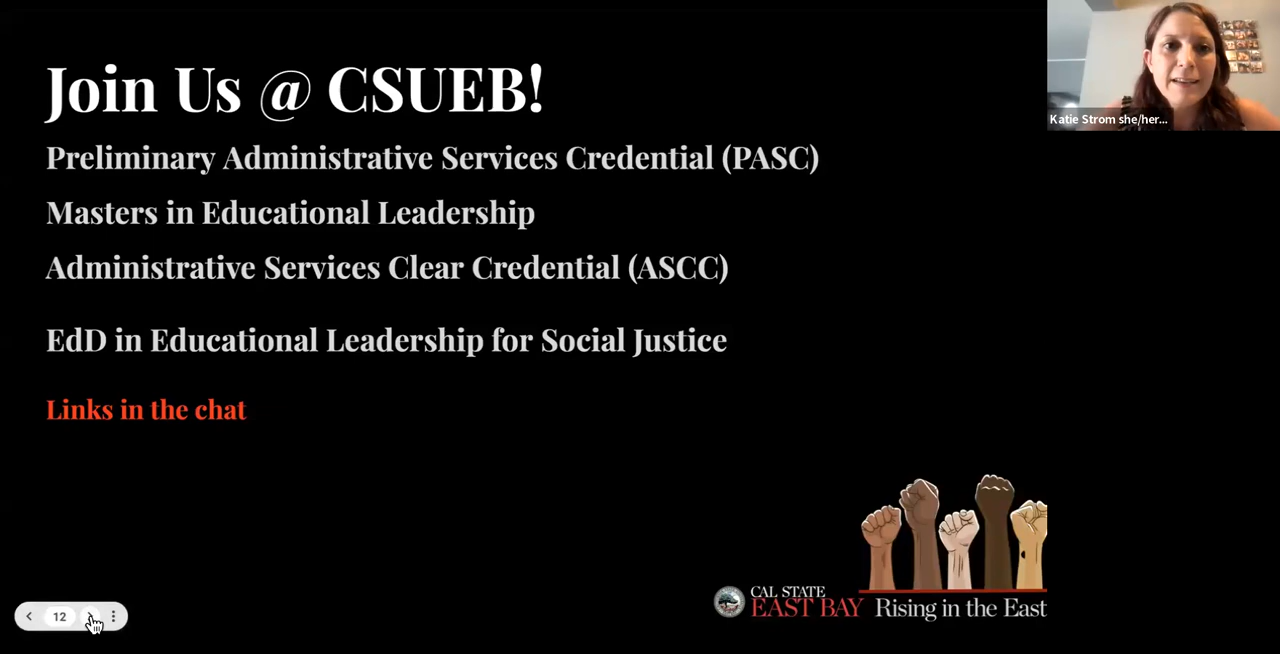 Join Us @ CSUEB!
Preliminary Administrative Services Credential (PASC)
Masters in Educational Leadership
Administrative Services Clear Credential (ASCC)
EdD in Educational Leadership for Social Justice
Links in the chat
Katie Strom she/her...
CAL STATE
EAST BAY Rising in the East
12